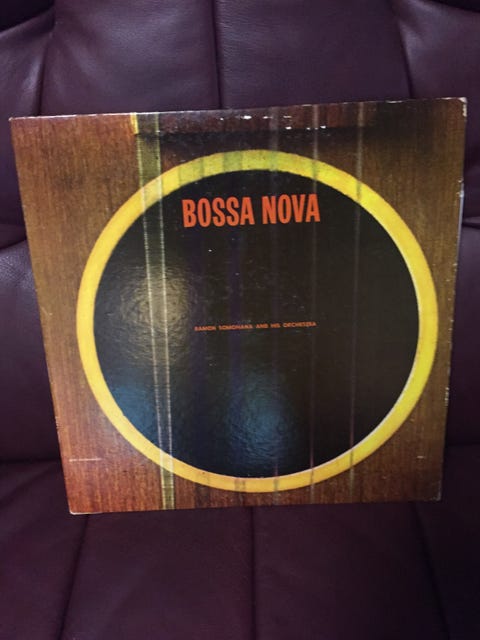 BOSSA NOVA
RAMON SOMOHANA AND HIS ORCHESTRA